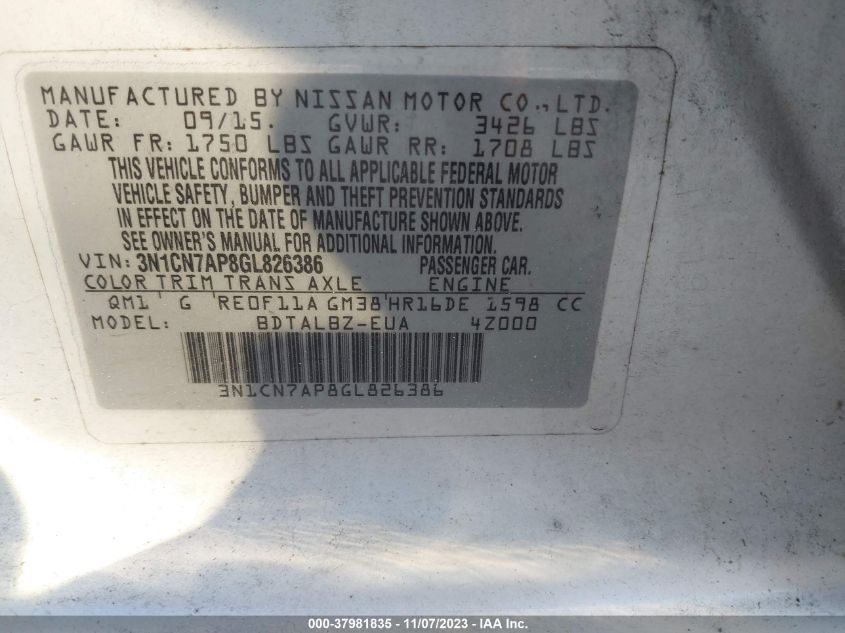 MANUFACTURED BY NISSAN MOTOR CO.,LTD.
DATE: 09/15. GVWR: 3426 LBS
GAWR FR: 1750 LBS GAWR RR: 1708 LBS
THIS VEHICLE CONFORMS TO ALL APPLICABLE FEDERAL MOTOR
VEHICLE SAFETY, BUMPER AND THEFT PREVENTION STANDARDS
IN EFFECT ON THE DATE OF MANUFACTURE SHOWN ABOVE.
SEE OWNER'S MANUAL FOR ADDITIONAL INFORMATION.
VIN: 3N1CN7AP8GL826386 PASSENGER CAR.
COLOR TRIM TRANS AXLE ENGINE
QM1 G RE0F11A GM38 HR16DE 1598 CC
MODEL: BDTALBZ-EUA 4Z000
3N1CN7AP8GL826386
000-37981835 - 11/07/2023 - IAA Inc.